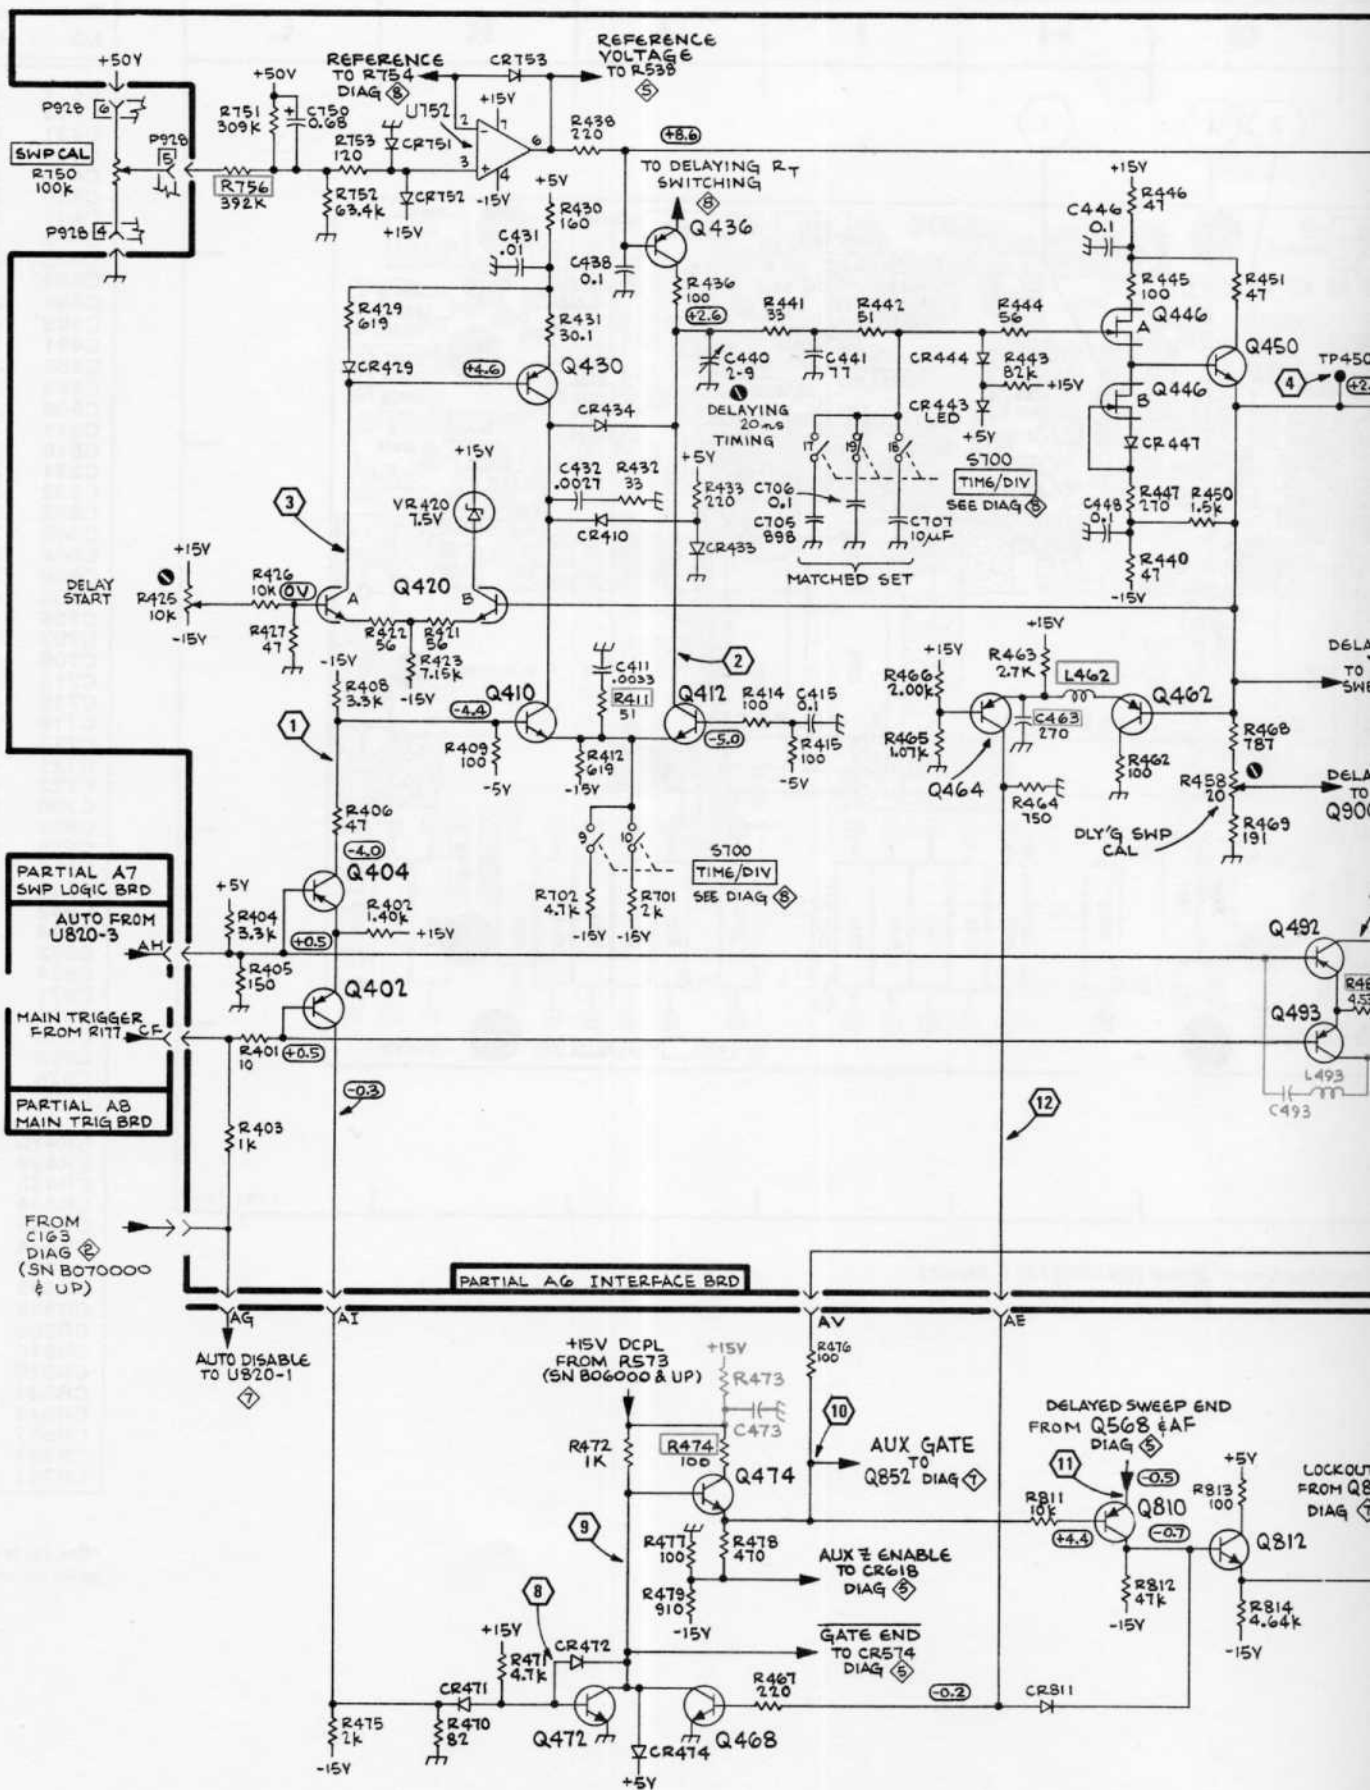 +50V
P928 6
P928
5
SWP CAL
R750
100K
P928 4
R756
392K
+50V
R751
309K
C750
0.68
+
REFERENCE
TO R754
DIAG 8
CR753
REFERENCE
VOLTAGE
TO R538
5
U752
+15V
7
2
-
3
+
6
4
-15V
R753
120
CR751
R752
63.4K
CR752
+15V
R438
220
+8.6
TO DELAYING RT
SWITCHING
8
+5V
R430
160
C431
.01
C438
0.1
Q436
R436
100
+2.6
R429
619
CR429
R431
30.1
+4.6
Q430
CR434
C432
.0027
R432
33
CR410
+5V
R433
220
CR433
C440
2-9
DELAYING
20ns
TIMING
R441
33
C441
77
R442
51
R444
56
CR444
R443
82K
+15V
CR443
LED
+5V
+15V
R446
47
C446
0.1
R445
100
R451
47
Q446
A
Q446
B
Q450
4
TP450
CR447
R447
270
R450
1.5K
C448
0.1
R440
47
-15V
17
19
18
S700
TIME/DIV
SEE DIAG 8
C706
0.1
C705
898
C707
10µF
MATCHED SET
3
+15V
VR420
7.5V
+15V
DELAY
START
R425
10K
-15V
R426
10K
0V
R427
47
A
Q420
B
R422
56
R421
56
R423
7.15K
-15V
-15V
R408
3.3K
1
-4.4
Q410
R409
100
-5V
C411
.0033
R411
51
R412
619
-15V
2
Q412
-5.0
R414
100
C415
0.1
R415
100
-5V
+15V
R466
2.00K
R465
1.07K
Q464
R463
2.7K
+15V
L462
C463
270
Q462
R462
100
R464
750
R468
787
R458
20
R469
191
DLY'G SWP
CAL
R406
47
-4.0
Q404
9
10
S700
TIME/DIV
SEE DIAG 8
R702
4.7K
-15V
R701
2K
-15V
PARTIAL A7
SWP LOGIC BRD
AUTO FROM
U820-3
AH
+5V
R404
3.3K
R405
150
+0.5
R402
1.40K
+15V
Q402
MAIN TRIGGER
FROM R177 CF
R401
10
+0.5
-0.3
PARTIAL A8
MAIN TRIG BRD
R403
1K
Q492
Q493
L493
C493
12
FROM
C163
DIAG 2
(SN B070000
& UP)
PARTIAL A6 INTERFACE BRD
AG
AI
AV
AE
AUTO DISABLE
TO U820-1
7
+15V DCPL
FROM R573
(SN B06000 & UP)
+15V
R473
C473
R472
1K
R474
100
Q474
R476
100
10
AUX GATE
TO
Q852 DIAG 7
DELAYED SWEEP END
FROM Q568 & AF
DIAG 5
11
-0.5
R811
10K
+4.4
Q810
-0.7
+5V
R813
100
Q812
R812
47K
-15V
R814
4.64K
-15V
9
R477
100
R478
470
R479
910
-15V
AUX Z ENABLE
TO CR618
DIAG 5
GATE END
TO CR574
DIAG 5
8
+15V
R471
4.7K
CR472
CR471
R475
2K
-15V
R470
82
Q472
CR474
+5V
Q468
R467
220
-0.2
CR811